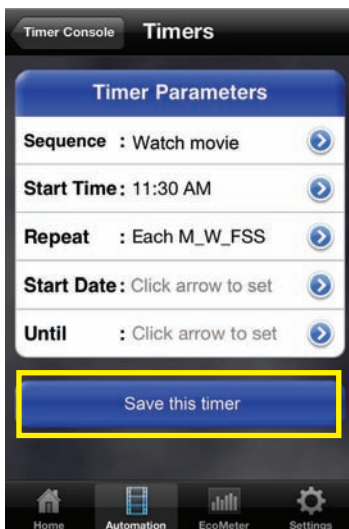 Timer Console Timers
Timer Parameters
Sequence : Watch movie
Start Time : 11:30 AM
Repeat : Each M_W_FSS
Start Date : Click arrow to set
Until : Click arrow to set
Save this timer
Home Automation EcoMeter Settings